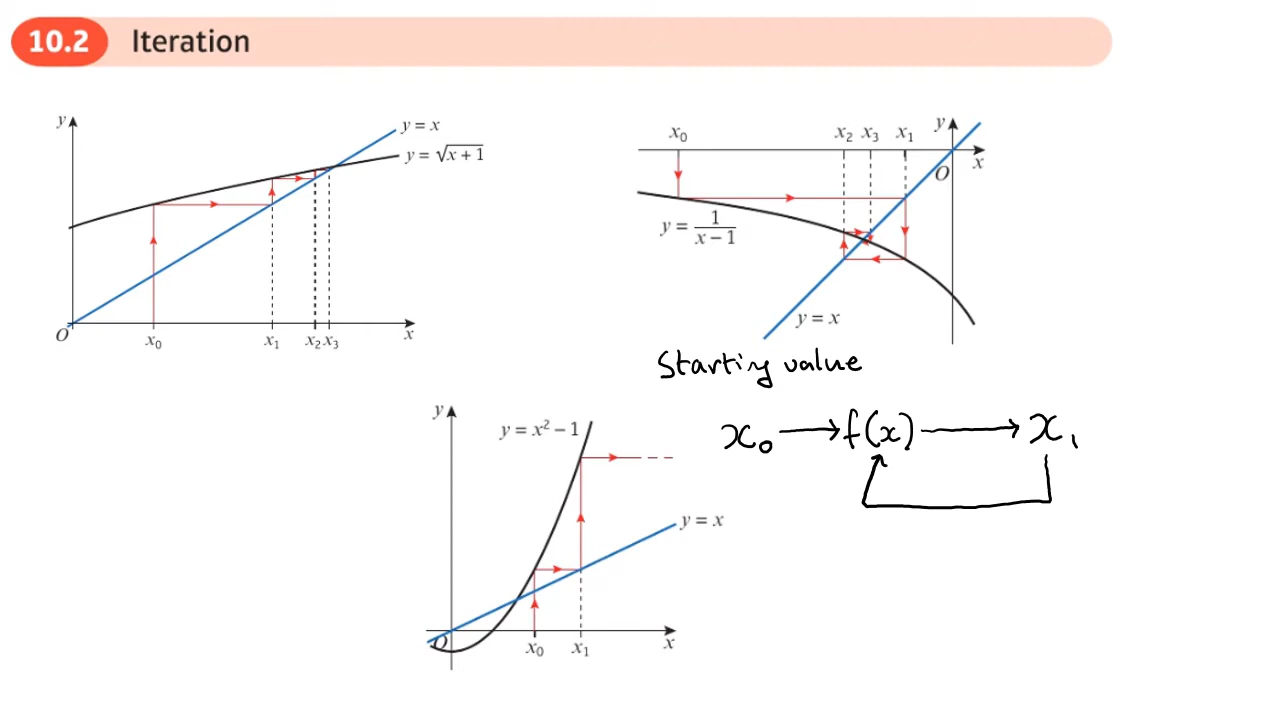 10.2 Iteration
y
y = x
y = √x + 1
O
x₀
x₁
x₂ x₃
x
x₀
x₂ x₃ x₁
y
x
O
y = 1/(x − 1)
y = x
Starting value
x₀ → f(x) → x₁
y
y = x² − 1
y = x
O
x₀
x₁
x